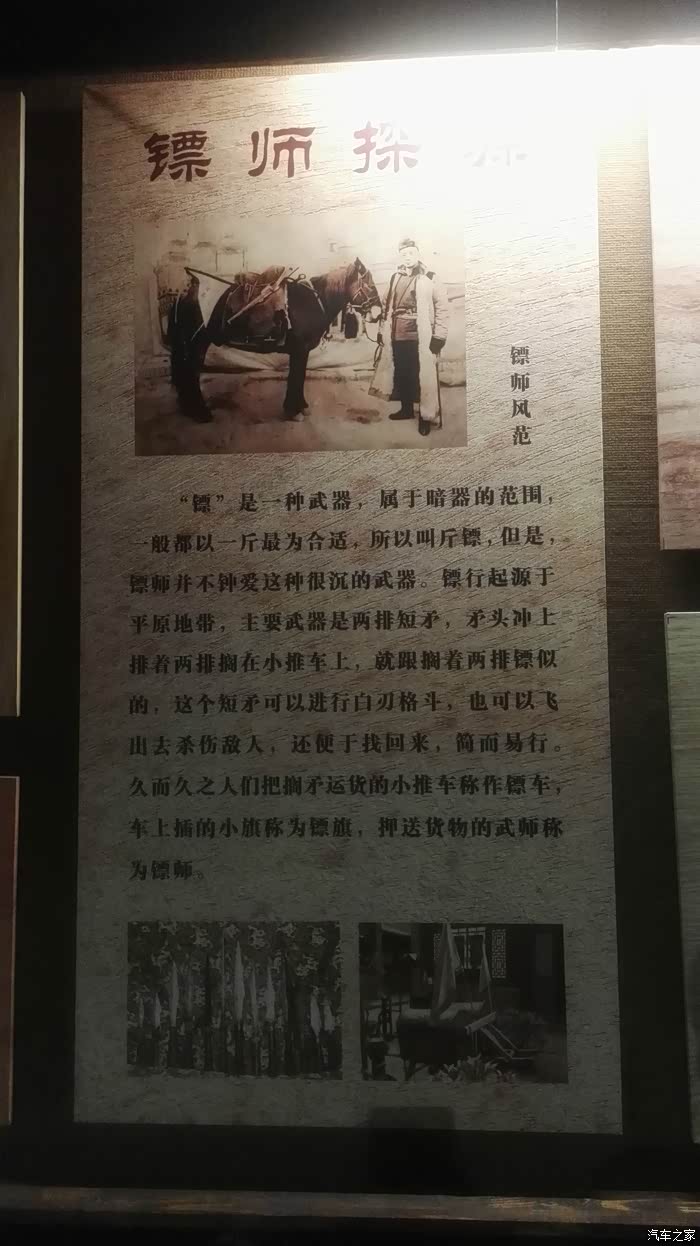 镖师探源
镖师风范
“镖”是一种武器，属于暗器的范围，
一般都以一斤最为合适，所以叫斤镖，但是，
镖师并不钟爱这种很沉的武器。镖行起源于
平原地带，主要武器是两排短矛，矛头冲上
排着两排搁在小推车上，就跟搁着两排镖似
的，这个短矛可以进行白刃格斗，也可以飞
出去杀伤敌人，还便于找回来，简而易行。
久而久之人们把搁矛运货的小推车称作镖车，
车上插的小旗称为镖旗，押送货物的武师称
为镖师。
汽车之家